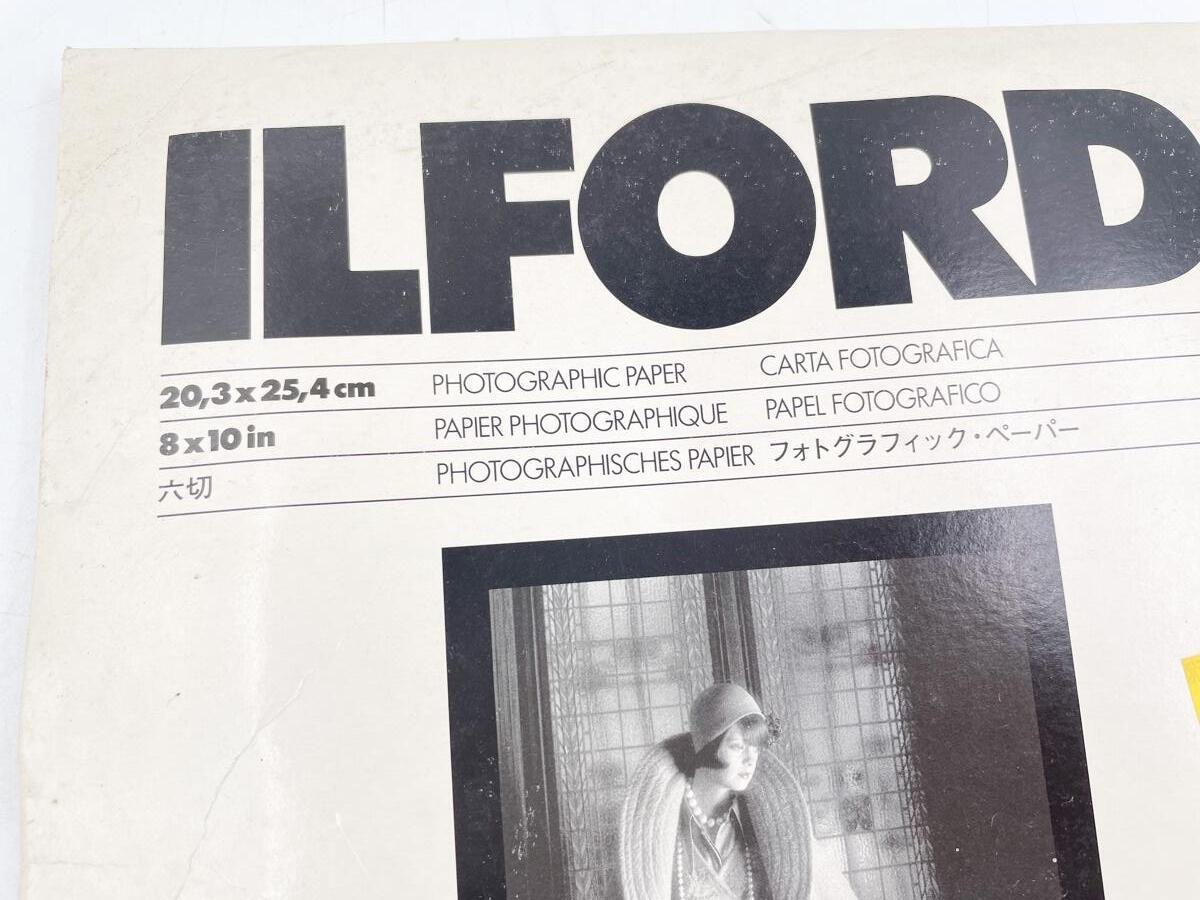 ILFORD
20,3 x 25,4 cm
8 x 10 in
六切
PHOTOGRAPHIC PAPER
PAPIER PHOTOGRAPHIQUE
PHOTOGRAPHISCHES PAPIER
CARTA FOTOGRAFICA
PAPEL FOTOGRAFICO
フォトグラフィック・ペーパー